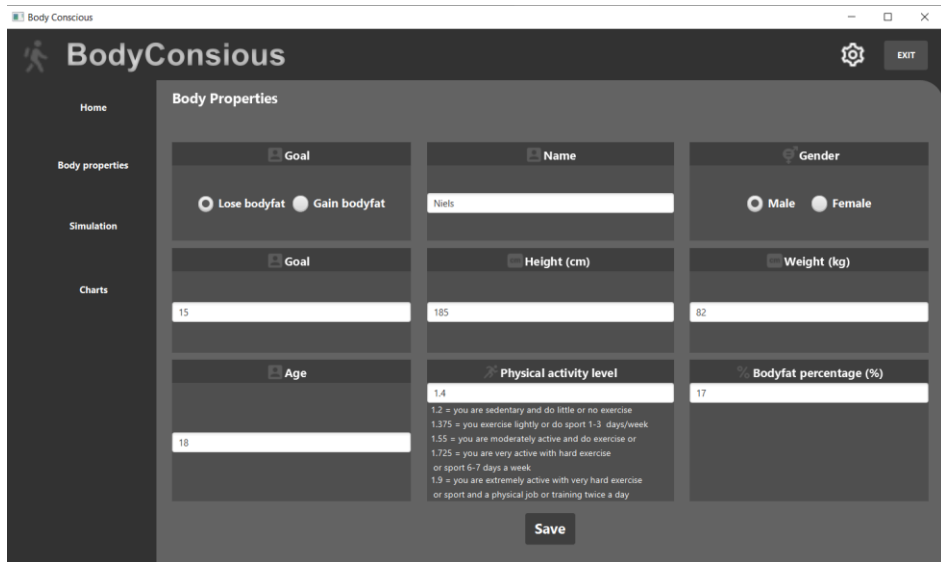 Body Conscious
BodyConsious
EXIT
Home
Body properties
Simulation
Charts
Body Properties
Goal
Lose bodyfat Gain bodyfat
Name
Niels
Gender
Male Female
Goal
15
Height (cm)
185
Weight (kg)
82
Age
18
Physical activity level
1.4
1.2 = you are sedentary and do little or no exercise
1.375 = you exercise lightly or do sport 1-3 days/week
1.55 = you are moderately active and do exercise or
1.725 = you are very active with hard exercise
or sport 6-7 days a week
1.9 = you are extremely active with very hard exercise
or sport and a physical job or training twice a day
Bodyfat percentage (%)
17
Save